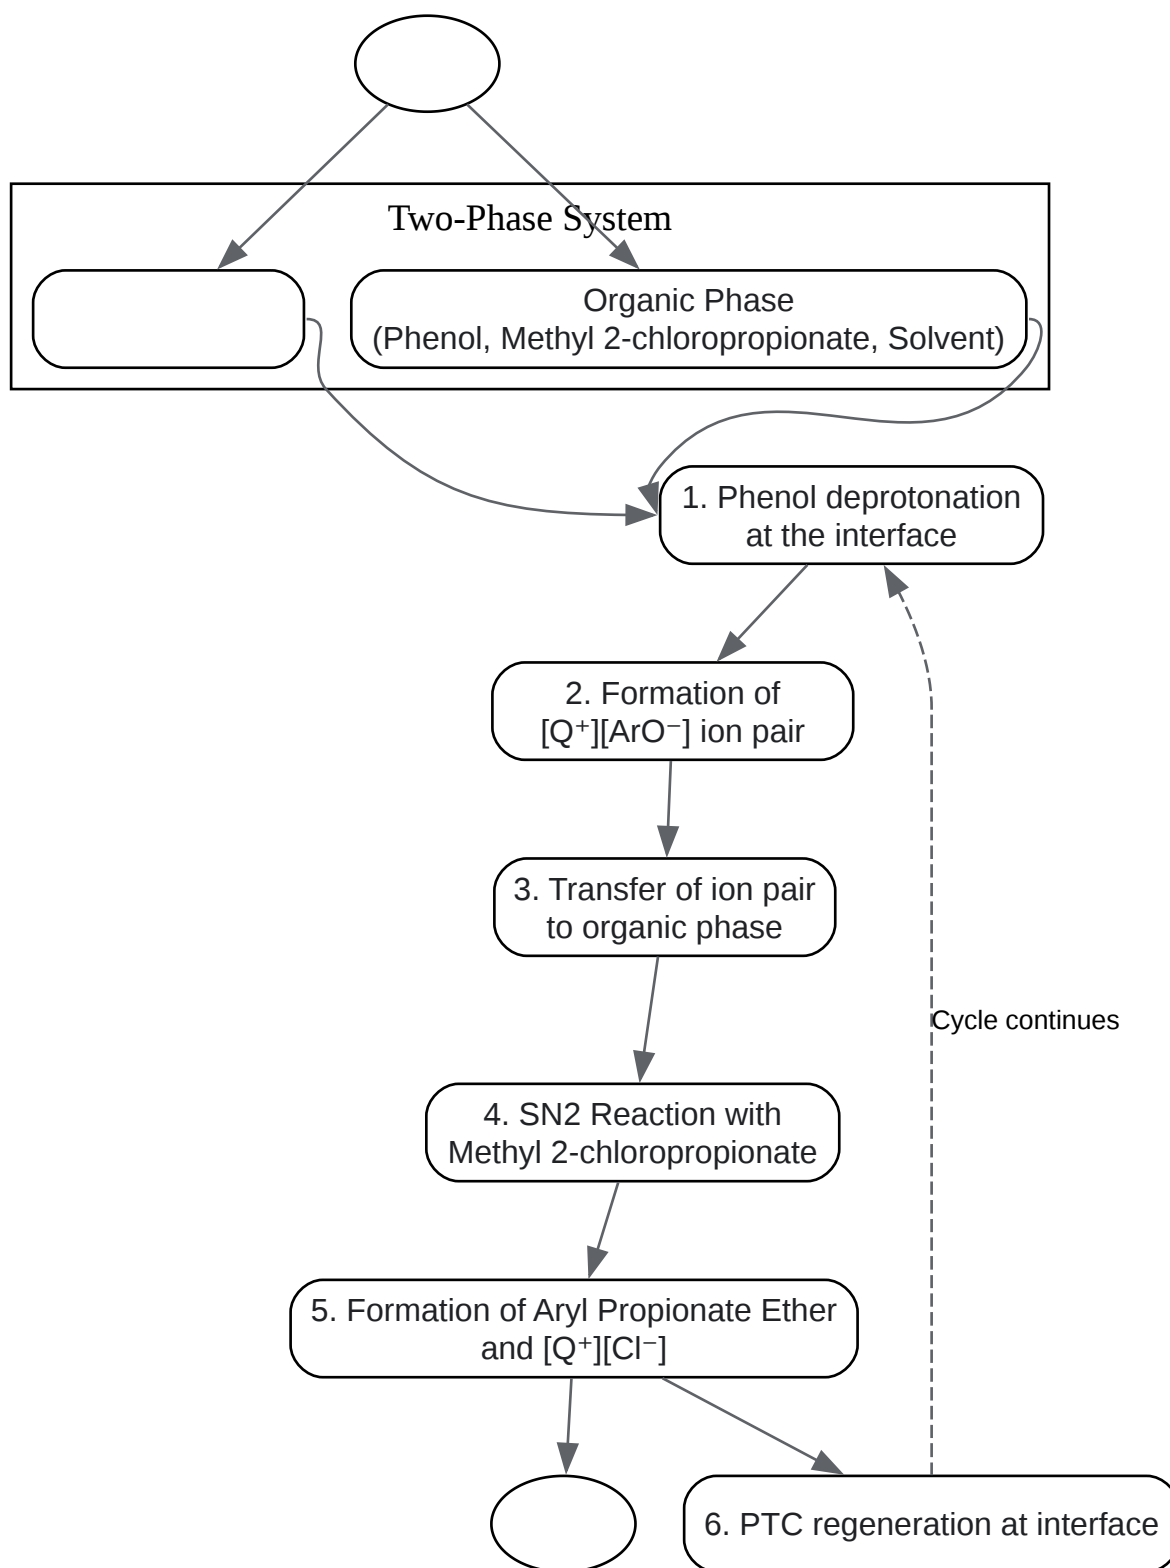 Two-Phase System
Organic Phase
(Phenol, Methyl 2-chloropropionate, Solvent)
1. Phenol deprotonation
at the interface
2. Formation of
[Q⁺][ArO⁻] ion pair
3. Transfer of ion pair
to organic phase
Cycle continues
4. SN2 Reaction with
Methyl 2-chloropropionate
5. Formation of Aryl Propionate Ether
and [Q⁺][Cl⁻]
6. PTC regeneration at interface